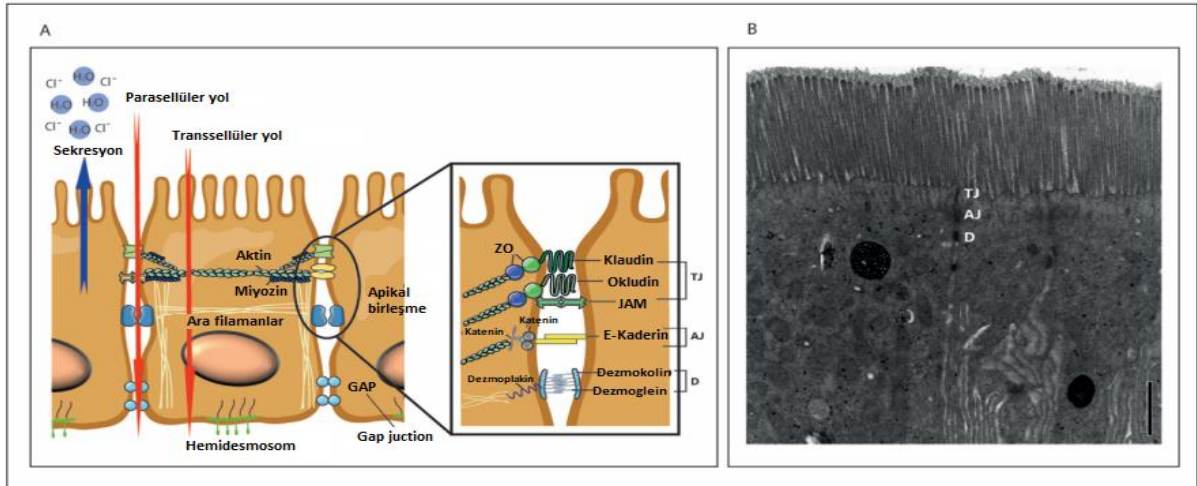 A
Cl⁻
H₂O
Cl⁻
H₂O
H₂O
Cl⁻
H₂O
Cl⁻
Sekresyon
Parasellüler yol
Transsellüler yol
Aktin
Miyozin
Ara filamanlar
Apikal
birleşme
GAP
Gap juction
Hemidesmosom
ZO
Klaudin
Okludin
JAM
TJ
Katenin
Katenin
E-Kaderin
AJ
Dezmoplakin
Dezmokolin
Dezmoglein
D
B
TJ
AJ
D